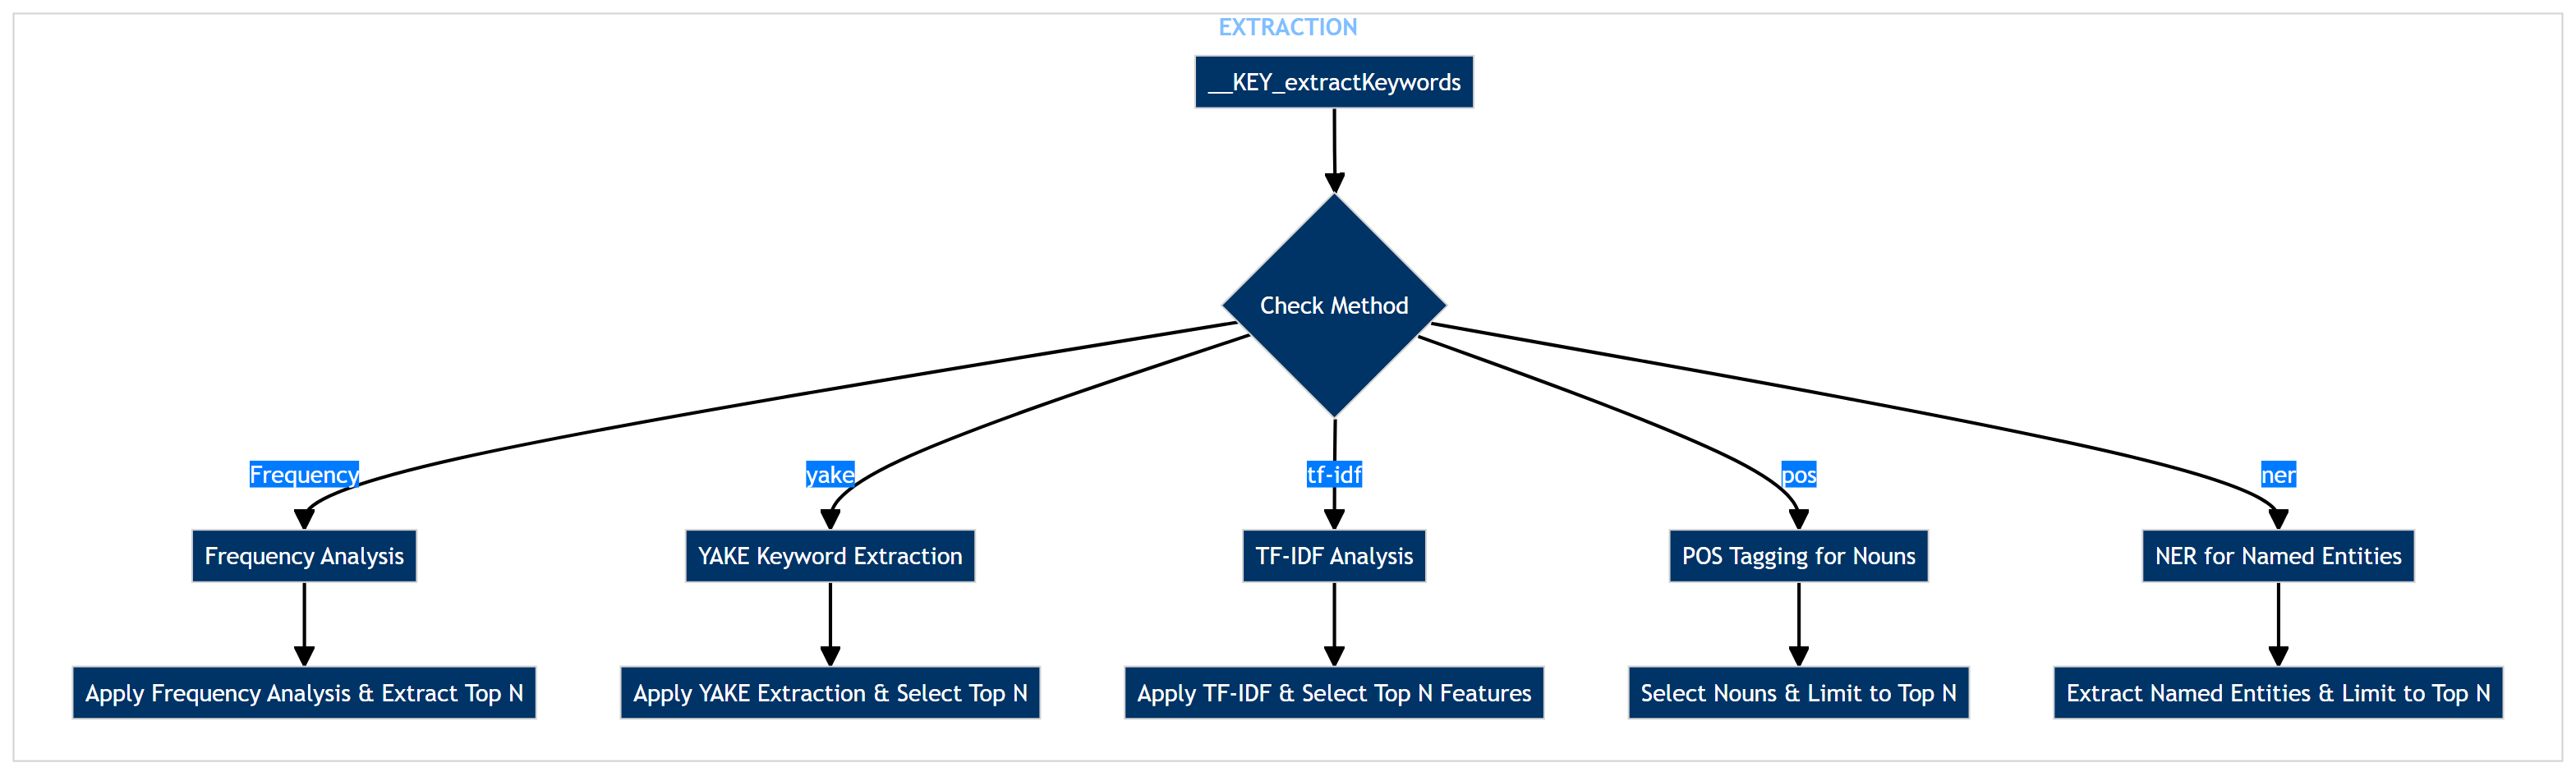 EXTRACTION
__KEY_extractKeywords
Check Method
Frequency
yake
tf-idf
pos
ner
Frequency Analysis
YAKE Keyword Extraction
TF-IDF Analysis
POS Tagging for Nouns
NER for Named Entities
Apply Frequency Analysis & Extract Top N
Apply YAKE Extraction & Select Top N
Apply TF-IDF & Select Top N Features
Select Nouns & Limit to Top N
Extract Named Entities & Limit to Top N